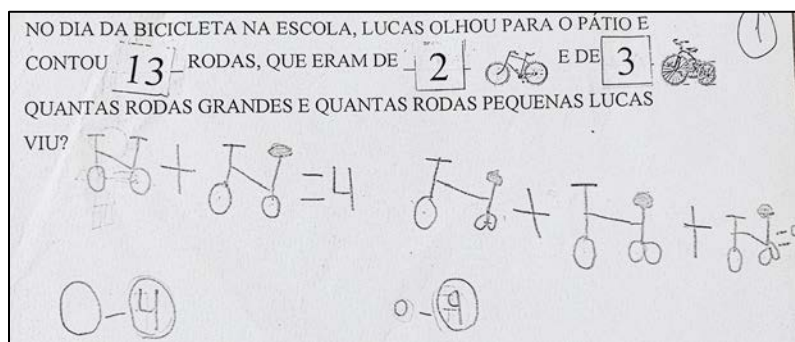 NO DIA DA BICICLETA NA ESCOLA, LUCAS OLHOU PARA O PÁTIO E
CONTOU 13 RODAS, QUE ERAM DE 2 E DE 3
QUANTAS RODAS GRANDES E QUANTAS RODAS PEQUENAS LUCAS
VIU?
1
+ = 4 + + =
O - 4 o - 9